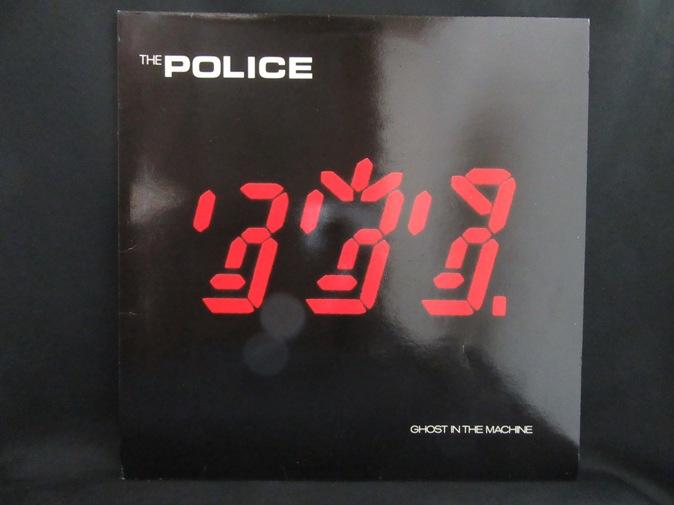 THE POLICE
GHOST IN THE MACHINE